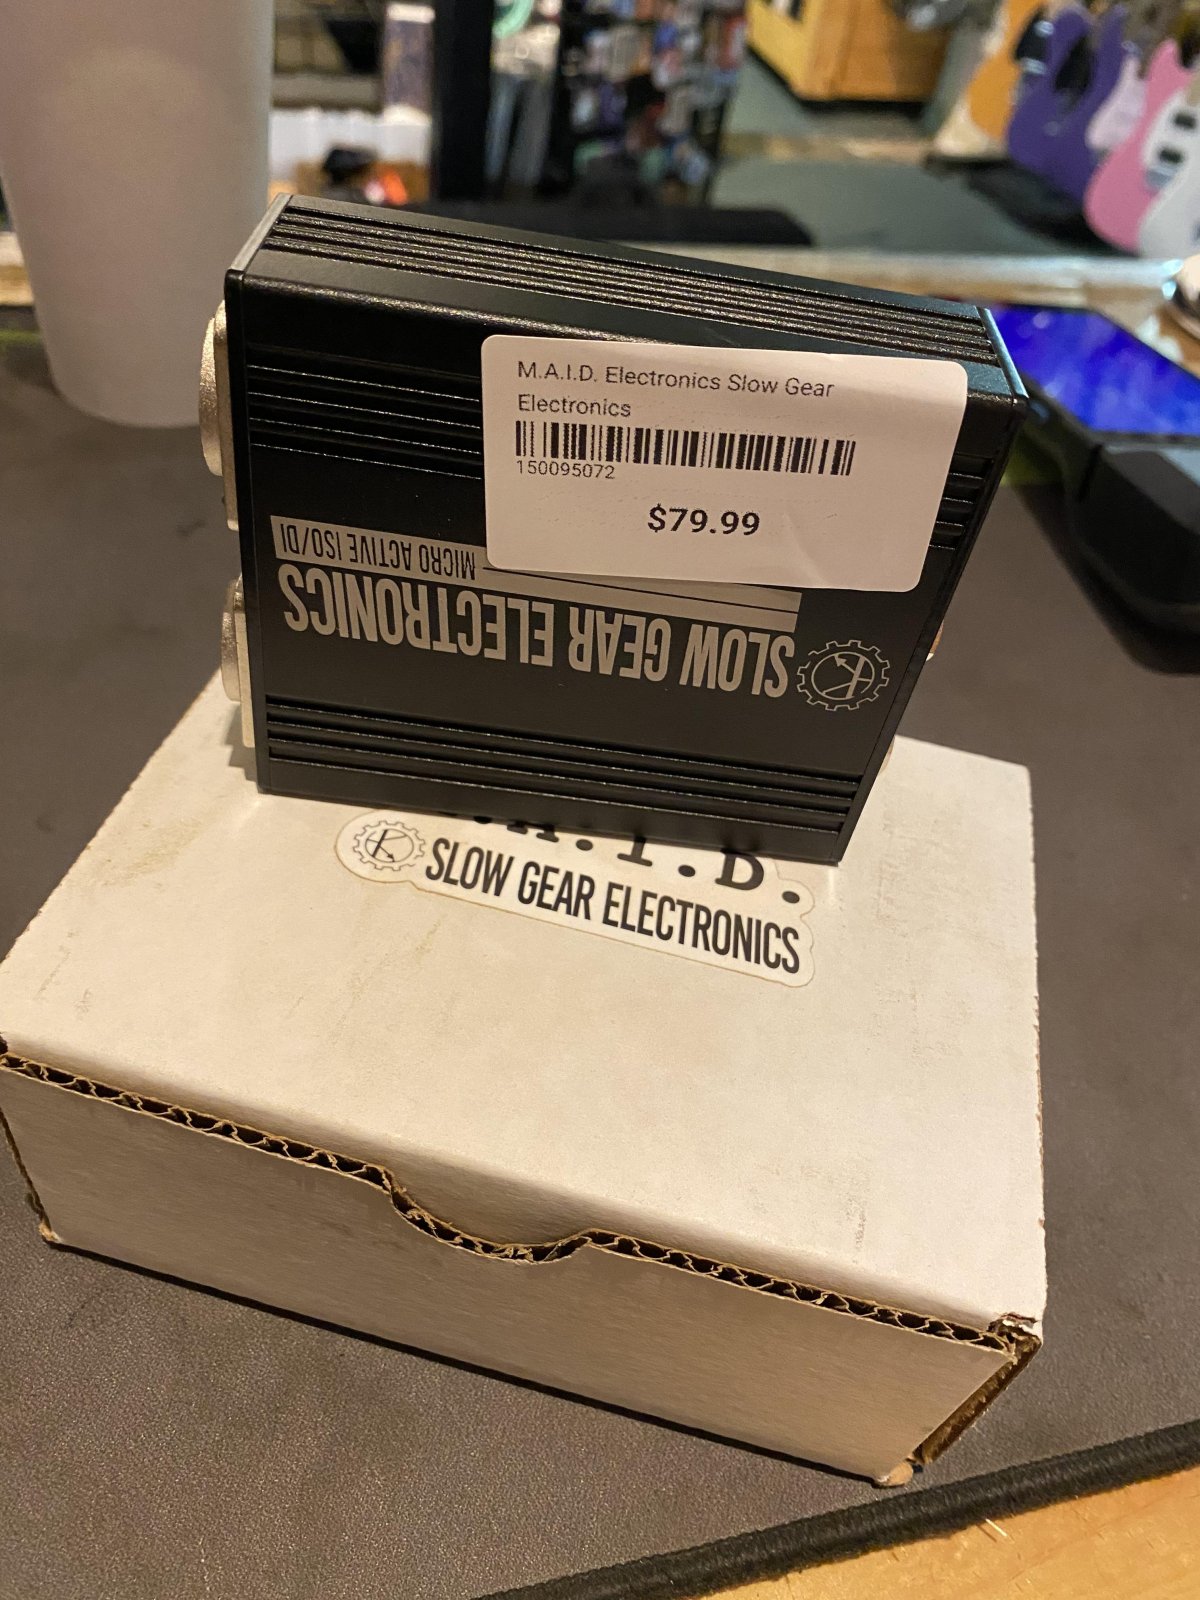 M.A.I.D. Electronics Slow Gear
Electronics
150095072
$79.99
SLOW GEAR ELECTRONICS
MICRO ACTIVE ISO/DI
.A.I.D.
SLOW GEAR ELECTRONICS